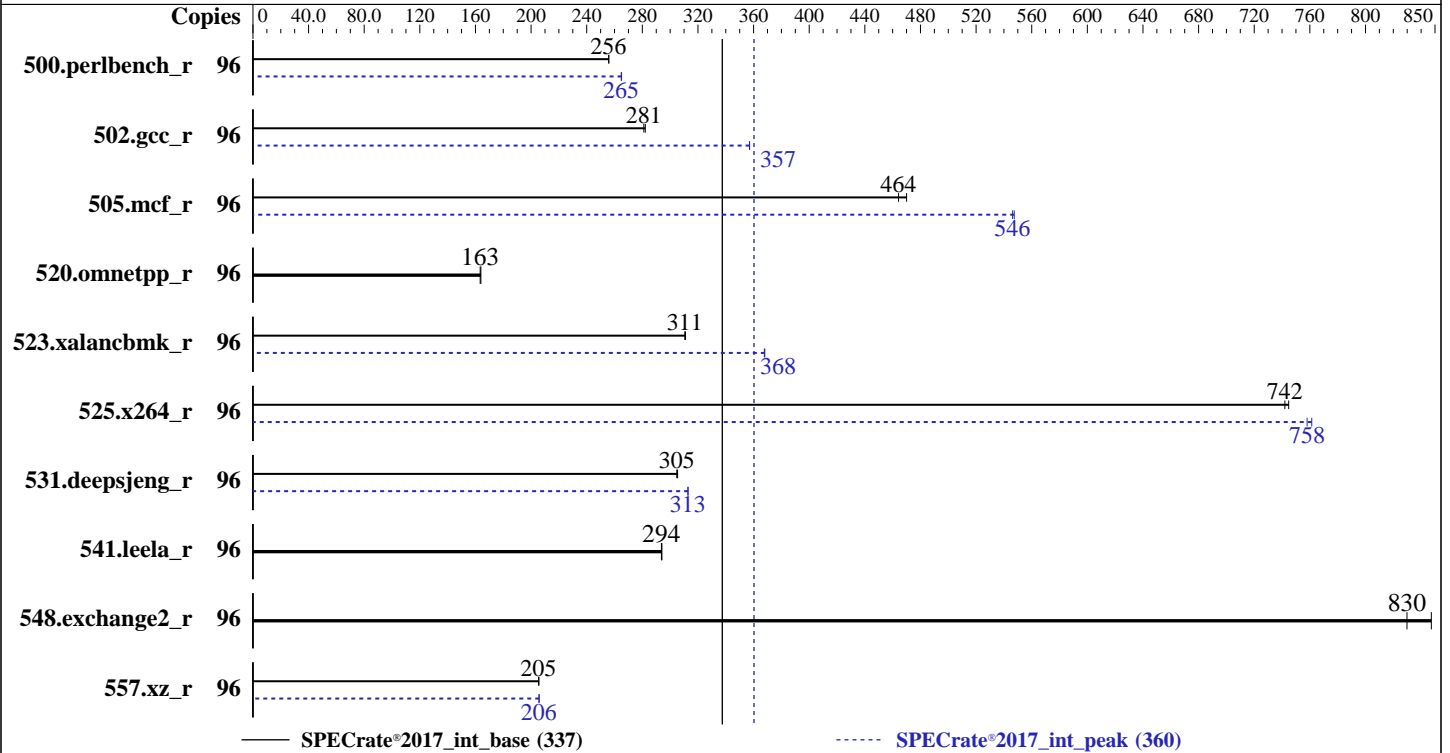 Copies 0 40.0 80.0 120 160 200 240 280 320 360 400 440 480 520 560 600 640 680 720 760 800 850
256
500.perlbench_r 96
265
281
502.gcc_r 96
357
464
505.mcf_r 96
546
163
520.omnetpp_r 96
311
523.xalancbmk_r 96
368
742
525.x264_r 96
758
305
531.deepsjeng_r 96
313
294
541.leela_r 96
830
548.exchange2_r 96
205
557.xz_r 96
206
SPECrate®2017_int_base (337) SPECrate®2017_int_peak (360)